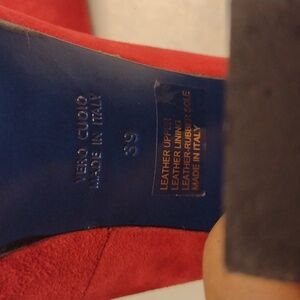 VERO CUOIO
MADE IN ITALY
39
LEATHER UPPER
LEATHER LINING
LEATHER-RUBBER SOLE
MADE IN ITALY